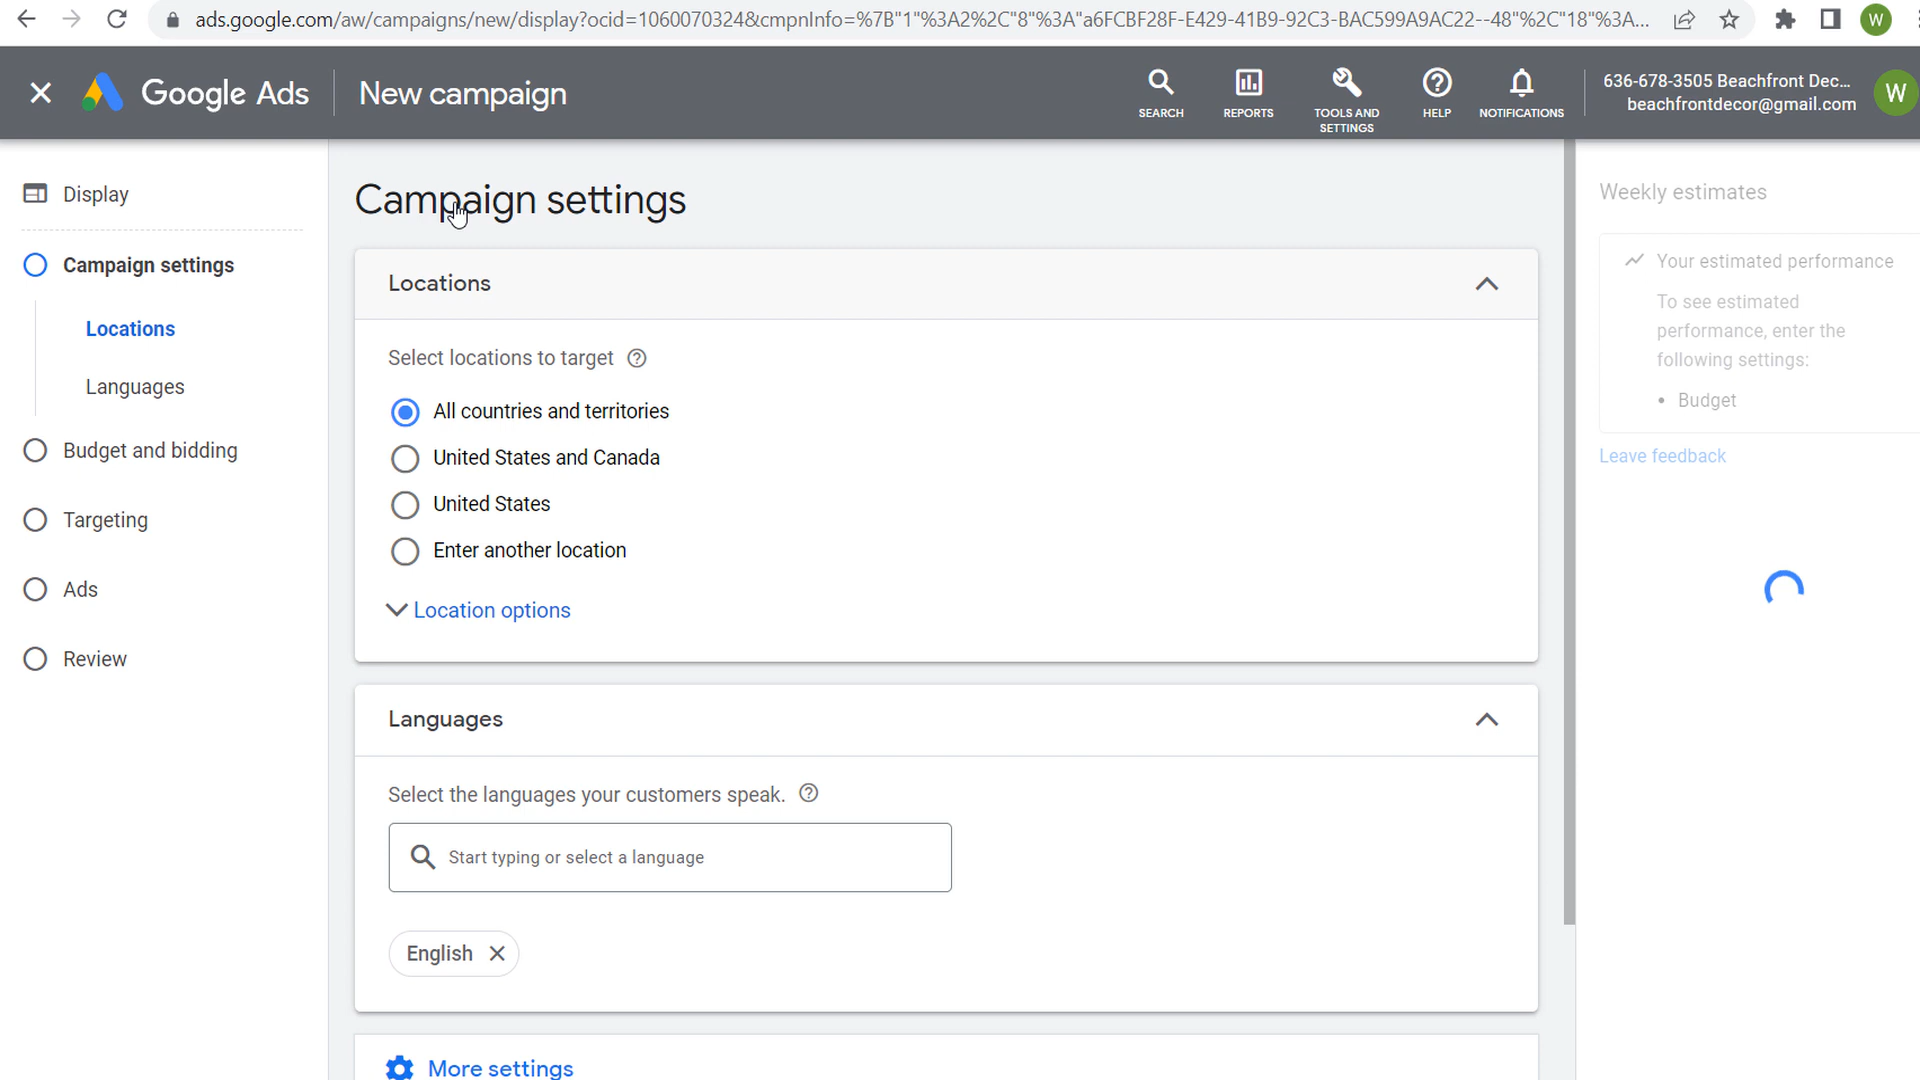 ads.google.com/aw/campaigns/new/display?ocid=1060070324&cmpnInfo=%7B"1"%3A2%2C"8"%3A"a6FCBF28F-E429-41B9-92C3-BAC599A9AC22--48"%2C"18"%3A...
W
Google Ads
New campaign
SEARCH
REPORTS
TOOLS AND
SETTINGS
HELP
NOTIFICATIONS
636-678-3505 Beachfront Dec...
beachfrontdecor@gmail.com
W
Display
Campaign settings
Locations
Languages
Budget and bidding
Targeting
Ads
Review
Campaign settings
Locations
Select locations to target
All countries and territories
United States and Canada
United States
Enter another location
Location options
Languages
Select the languages your customers speak.
Start typing or select a language
English
More settings
Weekly estimates
Your estimated performance
To see estimated
performance, enter the
following settings:
• Budget
Leave feedback